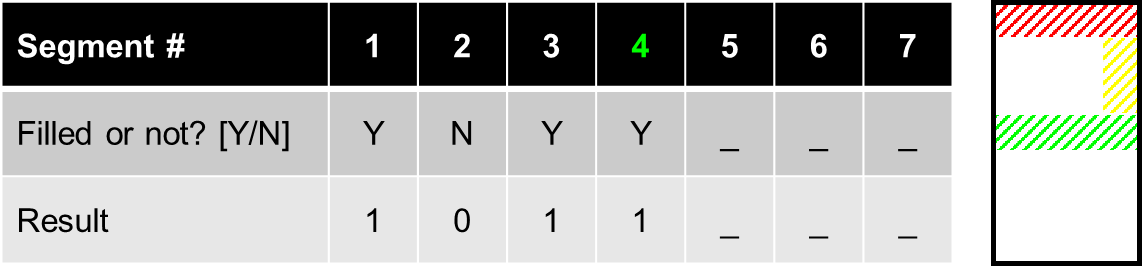 Segment # 1 2 3 4 5 6 7
Filled or not? [Y/N] Y N Y Y _ _ _
Result 1 0 1 1 _ _ _